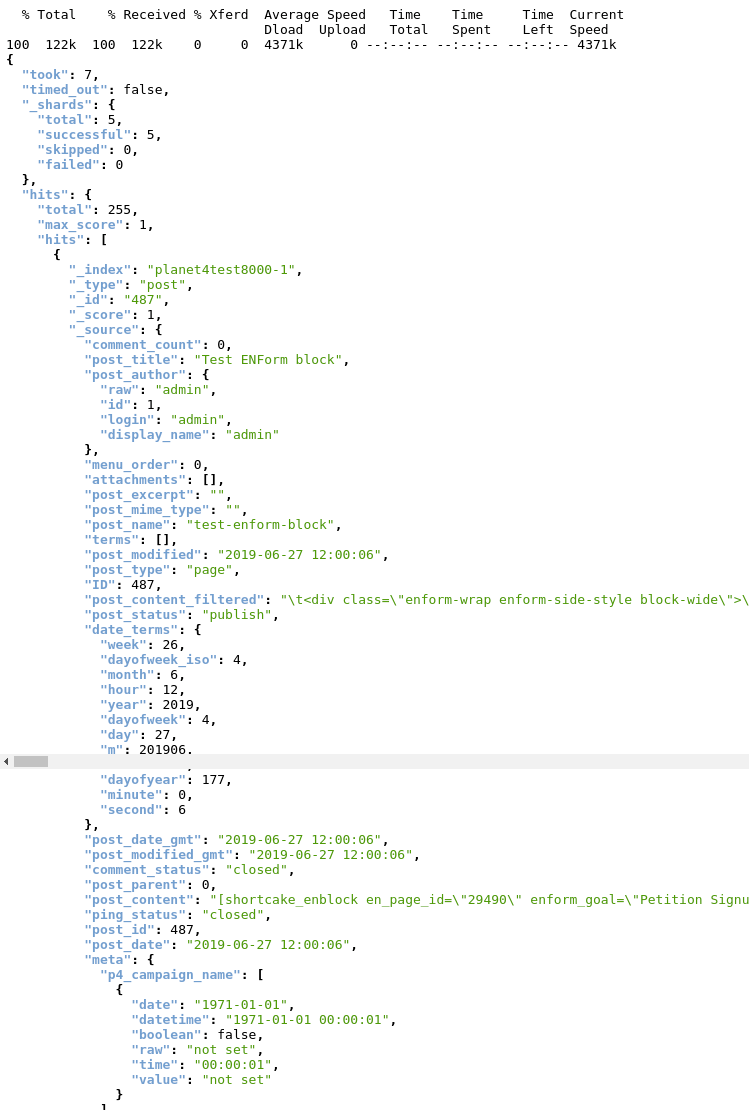 % Total    % Received % Xferd  Average Speed   Time    Time     Time  Current
                                 Dload  Upload   Total   Spent    Left  Speed
100  122k  100  122k    0     0  4371k      0 --:--:-- --:--:-- --:--:-- 4371k
{
  "took": 7,
  "timed_out": false,
  "_shards": {
    "total": 5,
    "successful": 5,
    "skipped": 0,
    "failed": 0
  },
  "hits": {
    "total": 255,
    "max_score": 1,
    "hits": [
      {
        "_index": "planet4test8000-1",
        "_type": "post",
        "_id": "487",
        "_score": 1,
        "_source": {
          "comment_count": 0,
          "post_title": "Test ENForm block",
          "post_author": {
            "raw": "admin",
            "id": 1,
            "login": "admin",
            "display_name": "admin"
          },
          "menu_order": 0,
          "attachments": [],
          "post_excerpt": "",
          "post_mime_type": "",
          "post_name": "test-enform-block",
          "terms": [],
          "post_modified": "2019-06-27 12:00:06",
          "post_type": "page",
          "ID": 487,
          "post_content_filtered": "\t<div class=\"enform-wrap enform-side-style block-wide\">\
          "post_status": "publish",
          "date_terms": {
            "week": 26,
            "dayofweek_iso": 4,
            "month": 6,
            "hour": 12,
            "year": 2019,
            "dayofweek": 4,
            "day": 27,
            "m": 201906,
            "dayofyear": 177,
            "minute": 0,
            "second": 6
          },
          "post_date_gmt": "2019-06-27 12:00:06",
          "post_modified_gmt": "2019-06-27 12:00:06",
          "comment_status": "closed",
          "post_parent": 0,
          "post_content": "[shortcake_enblock en_page_id=\"29490\" enform_goal=\"Petition Signu
          "ping_status": "closed",
          "post_id": 487,
          "post_date": "2019-06-27 12:00:06",
          "meta": {
            "p4_campaign_name": [
              {
                "date": "1971-01-01",
                "datetime": "1971-01-01 00:00:01",
                "boolean": false,
                "raw": "not set",
                "time": "00:00:01",
                "value": "not set"
              }
            ]